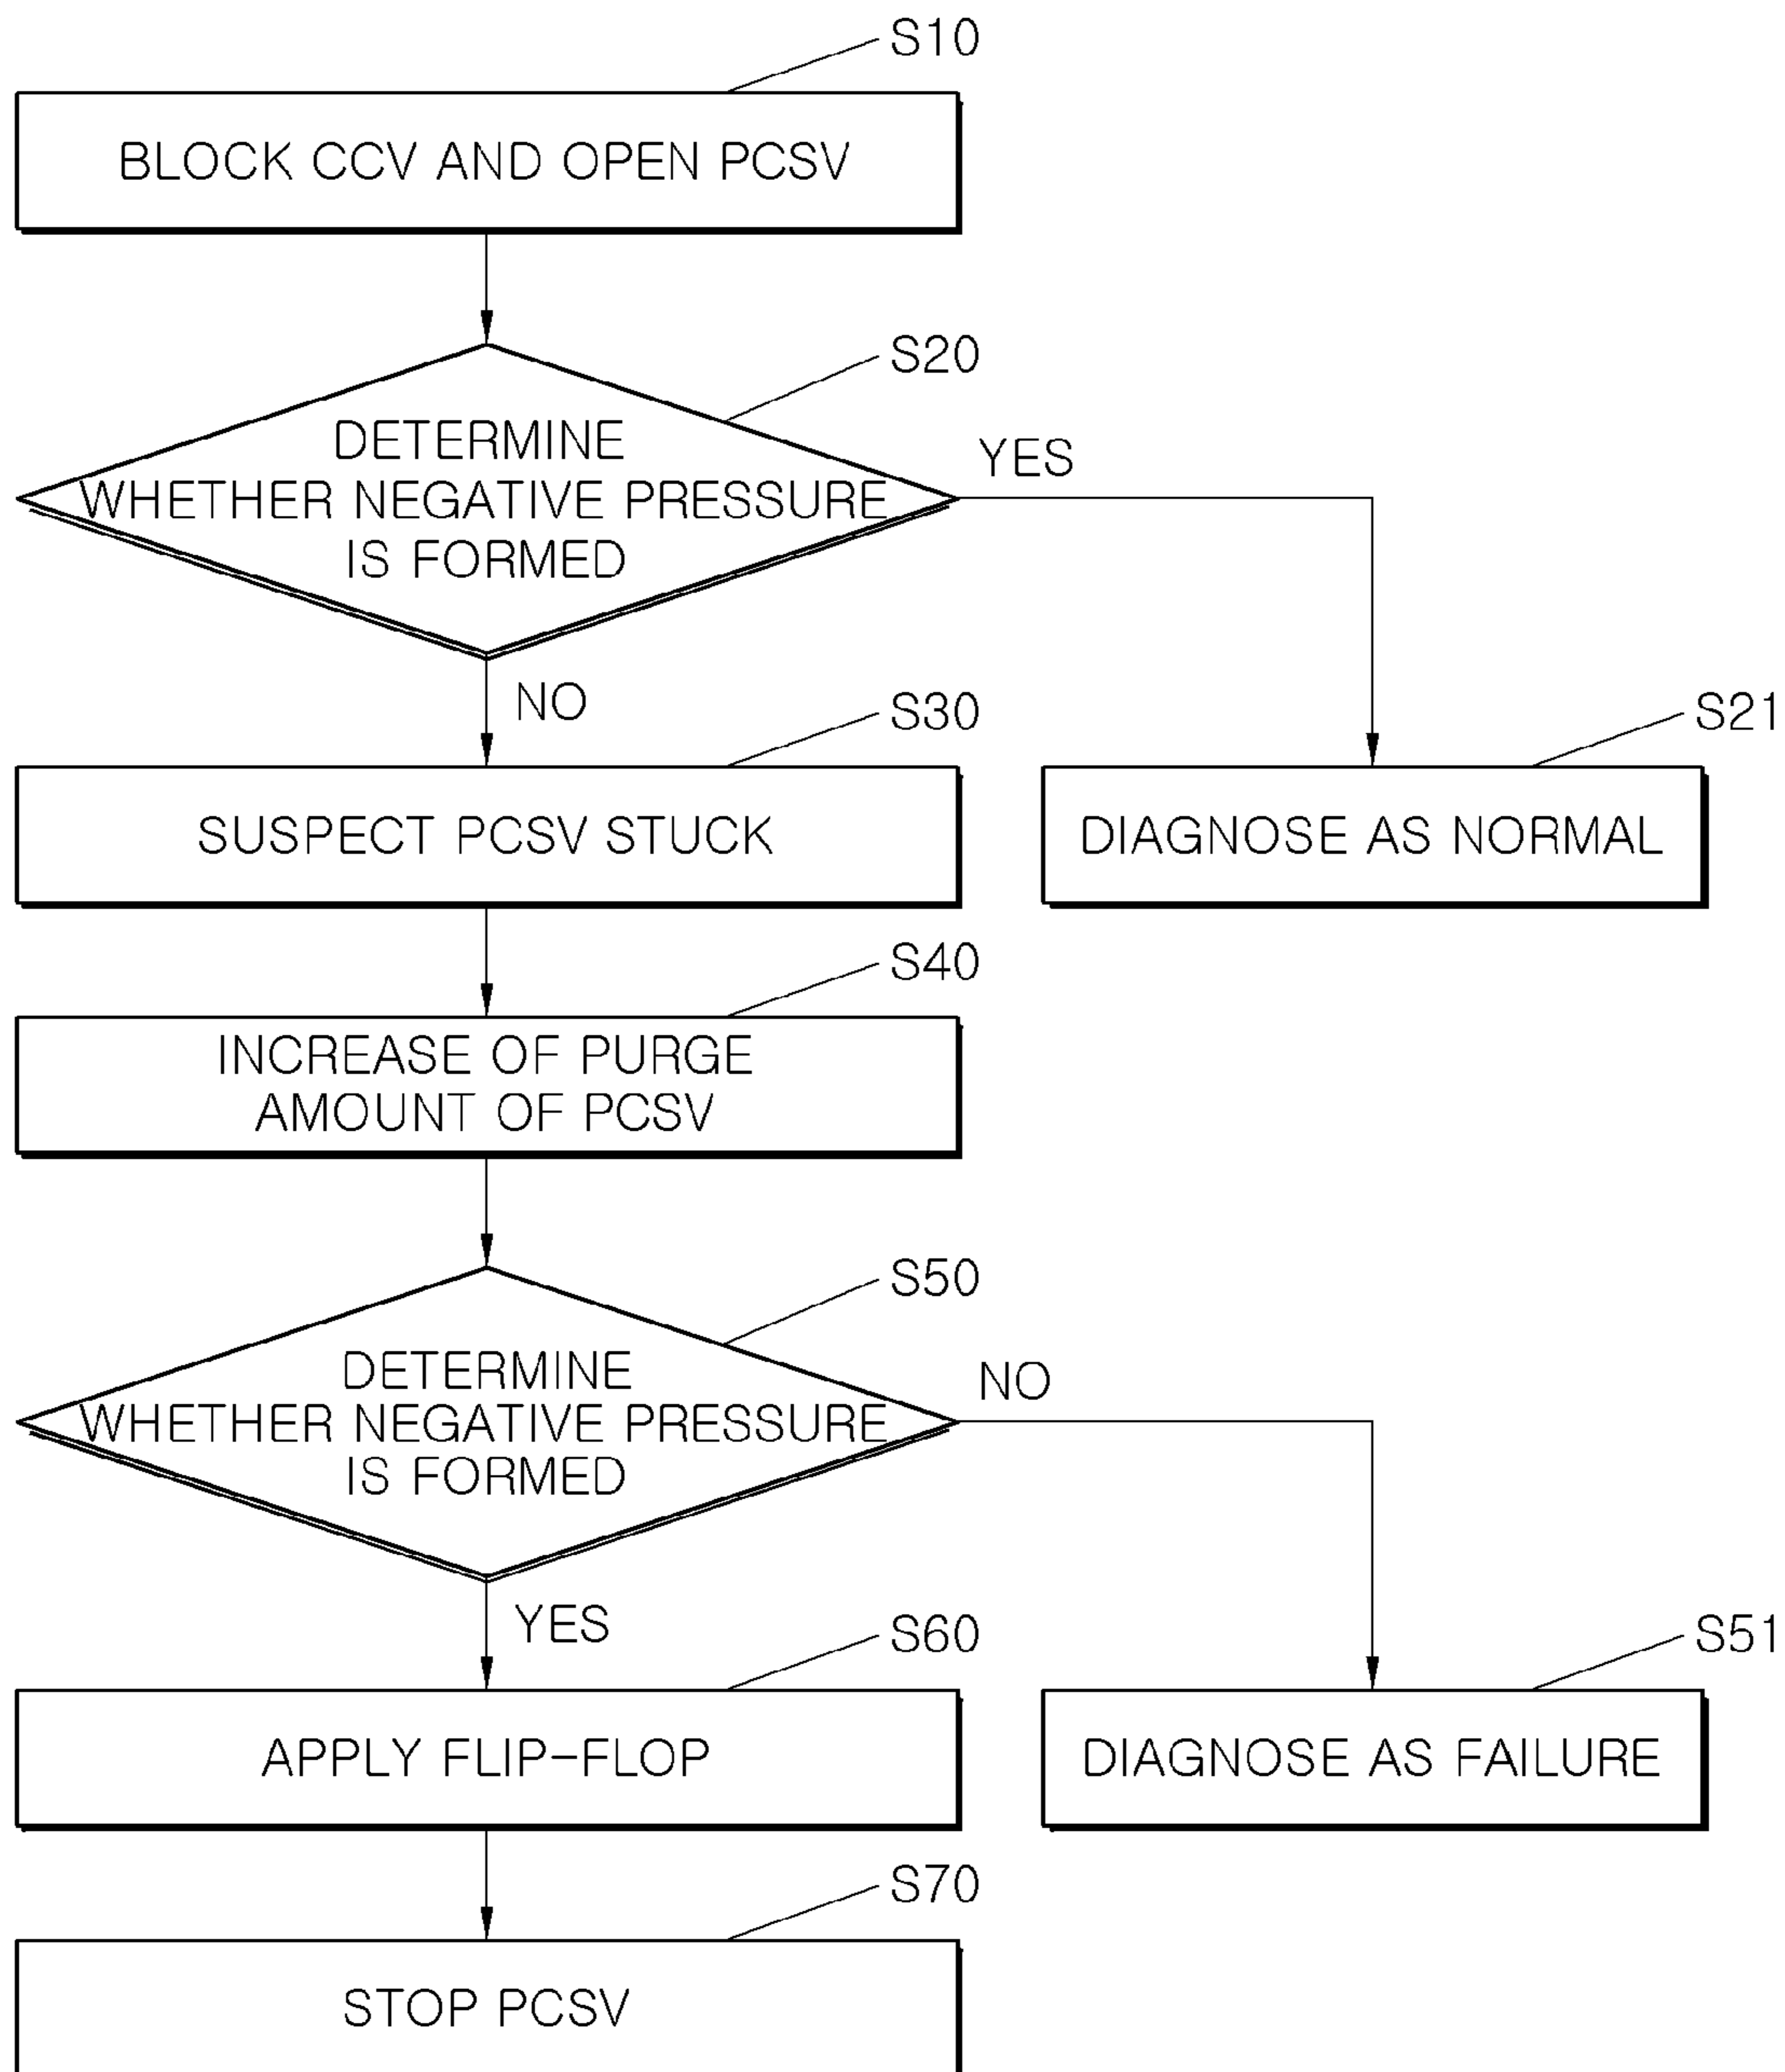 S10
BLOCK CCV AND OPEN PCSV
S20
DETERMINE
WHETHER NEGATIVE PRESSURE
IS FORMED
YES
NO
S30
S21
SUSPECT PCSV STUCK
DIAGNOSE AS NORMAL
S40
INCREASE OF PURGE
AMOUNT OF PCSV
S50
DETERMINE
WHETHER NEGATIVE PRESSURE
IS FORMED
NO
YES
S60
S51
APPLY FLIP-FLOP
DIAGNOSE AS FAILURE
S70
STOP PCSV